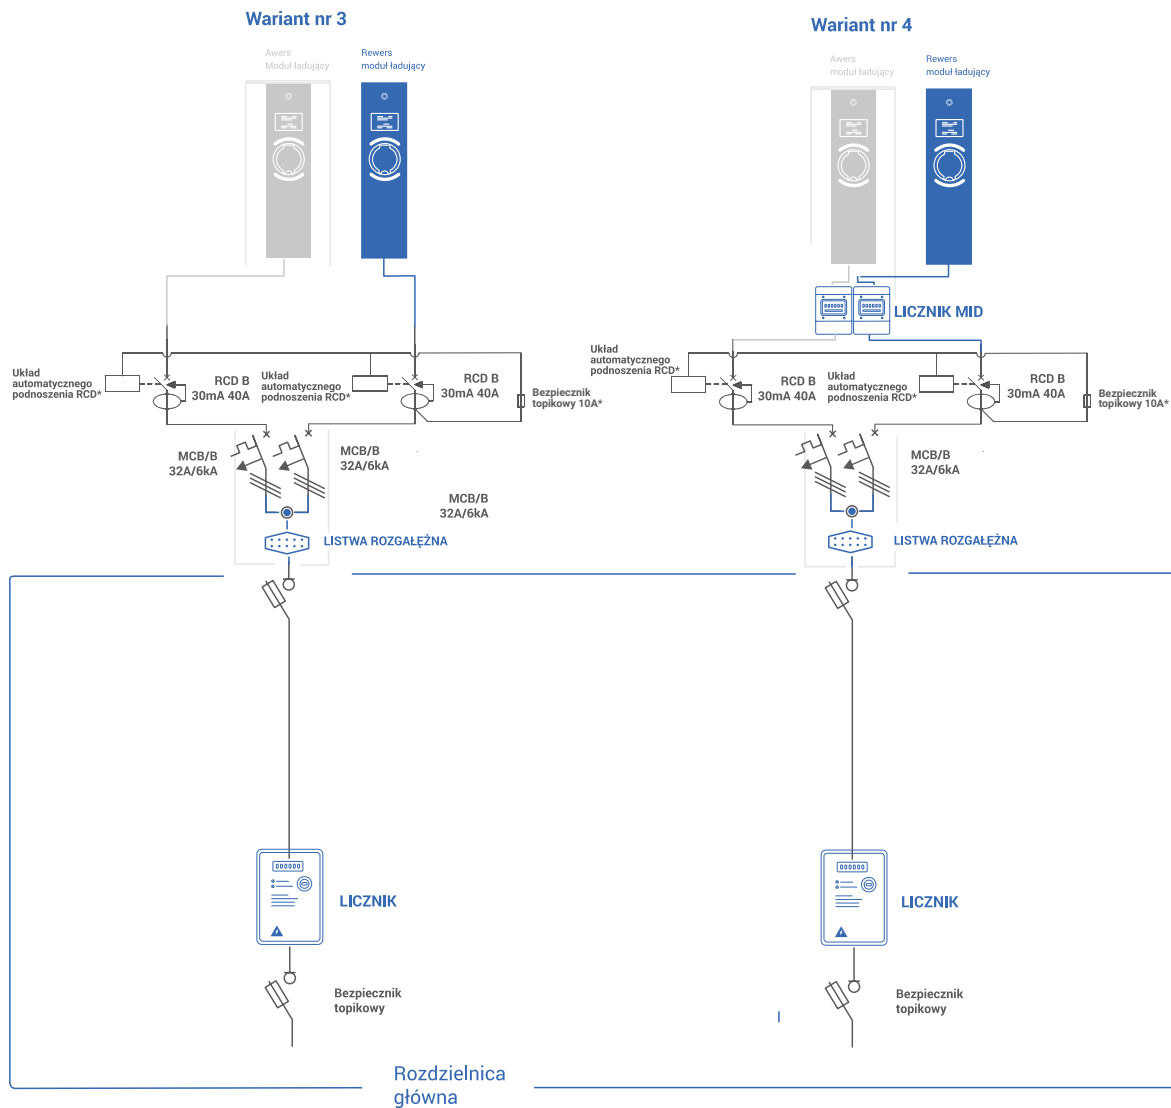 Wariant nr 3
Awers
Moduł ładujący
Rewers
moduł ładujący
Układ
automatycznego
podnoszenia RCD*
RCD B
30mA 40A
Układ
automatycznego
podnoszenia RCD*
RCD B
30mA 40A
Bezpiecznik
topikowy 10A*
MCB/B
32A/6kA
MCB/B
32A/6kA
MCB/B
32A/6kA
LISTWA ROZGAŁĘŹNA
LICZNIK
Bezpiecznik
topikowy
Wariant nr 4
Awers
moduł ładujący
Rewers
moduł ładujący
LICZNIK MID
Układ
automatycznego
podnoszenia RCD*
RCD B
30mA 40A
Układ
automatycznego
podnoszenia RCD*
RCD B
30mA 40A
Bezpiecznik
topikowy 10A*
MCB/B
32A/6kA
LISTWA ROZGAŁĘŹNA
LICZNIK
Bezpiecznik
topikowy
Rozdzielnica
główna